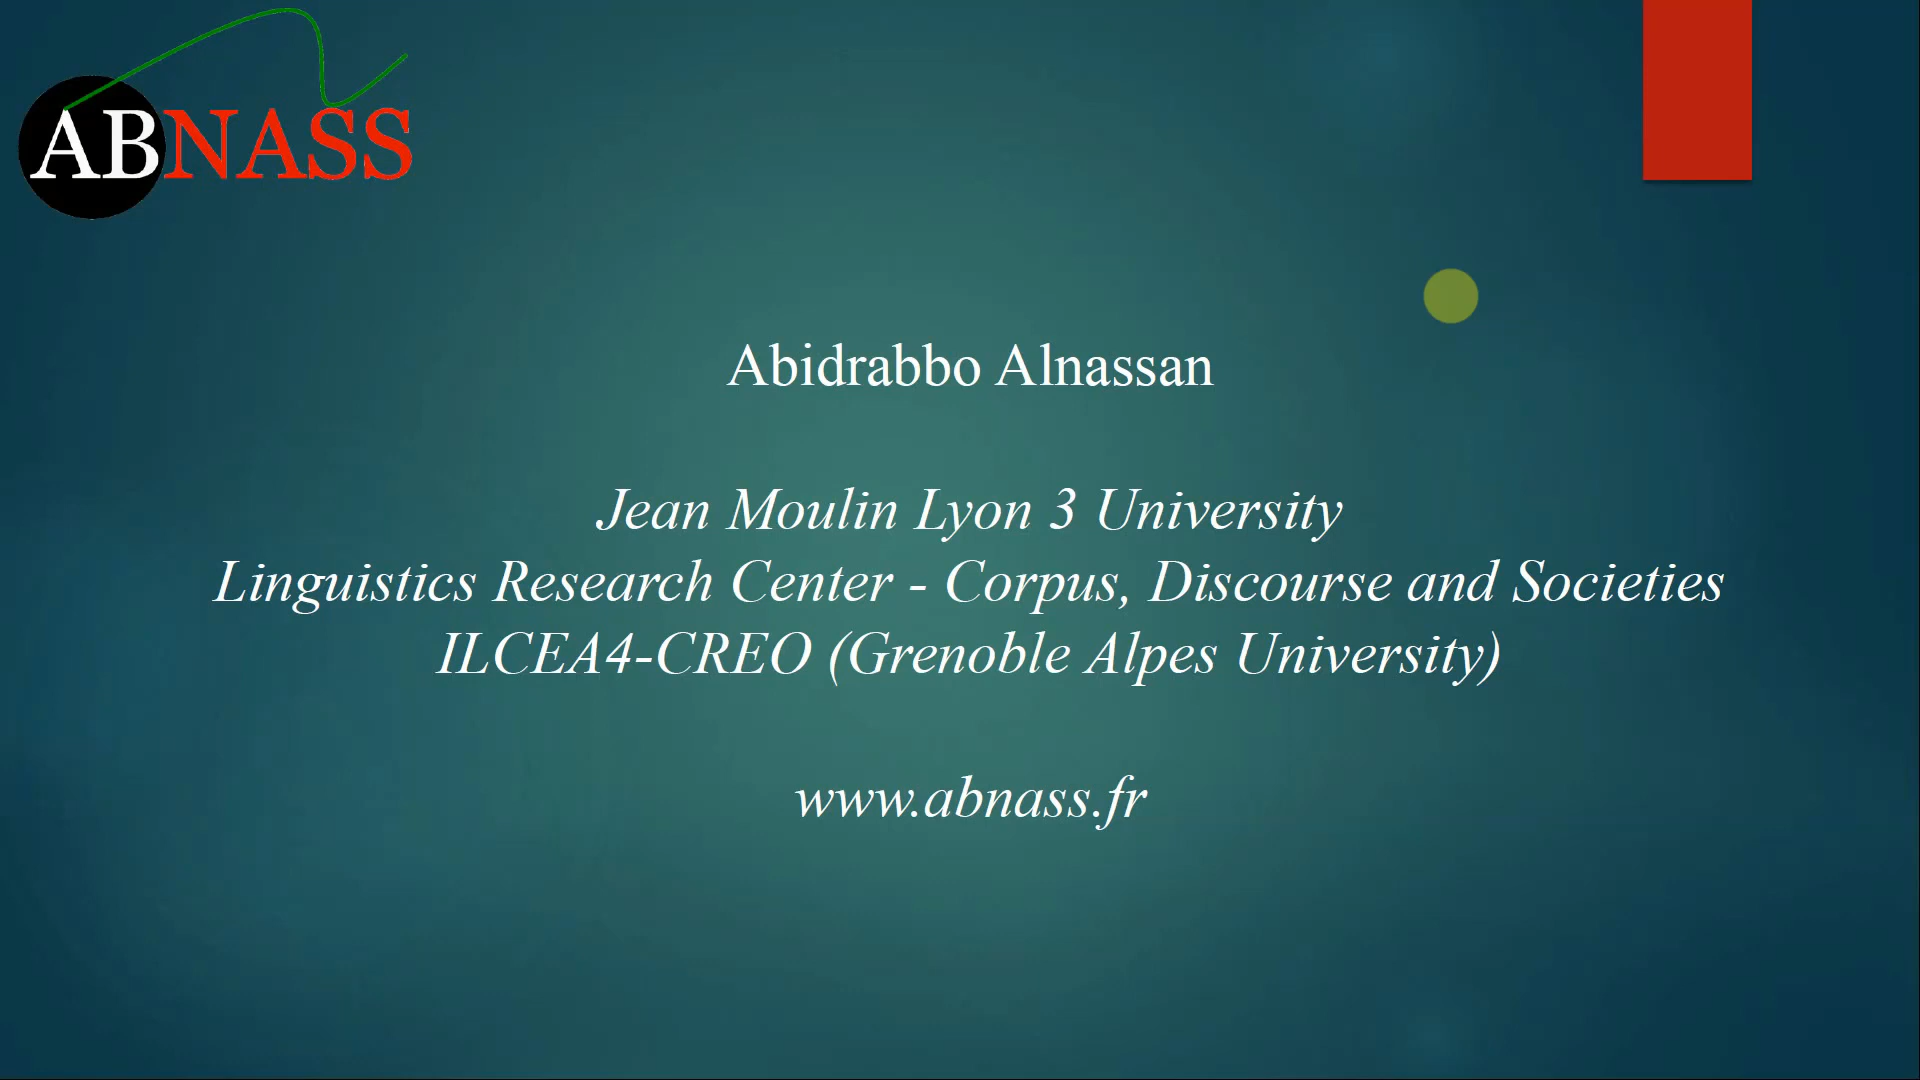 ABNASS
Abidrabbo Alnassan
Jean Moulin Lyon 3 University
Linguistics Research Center - Corpus, Discourse and Societies
ILCEA4-CREO (Grenoble Alpes University)
www.abnass.fr